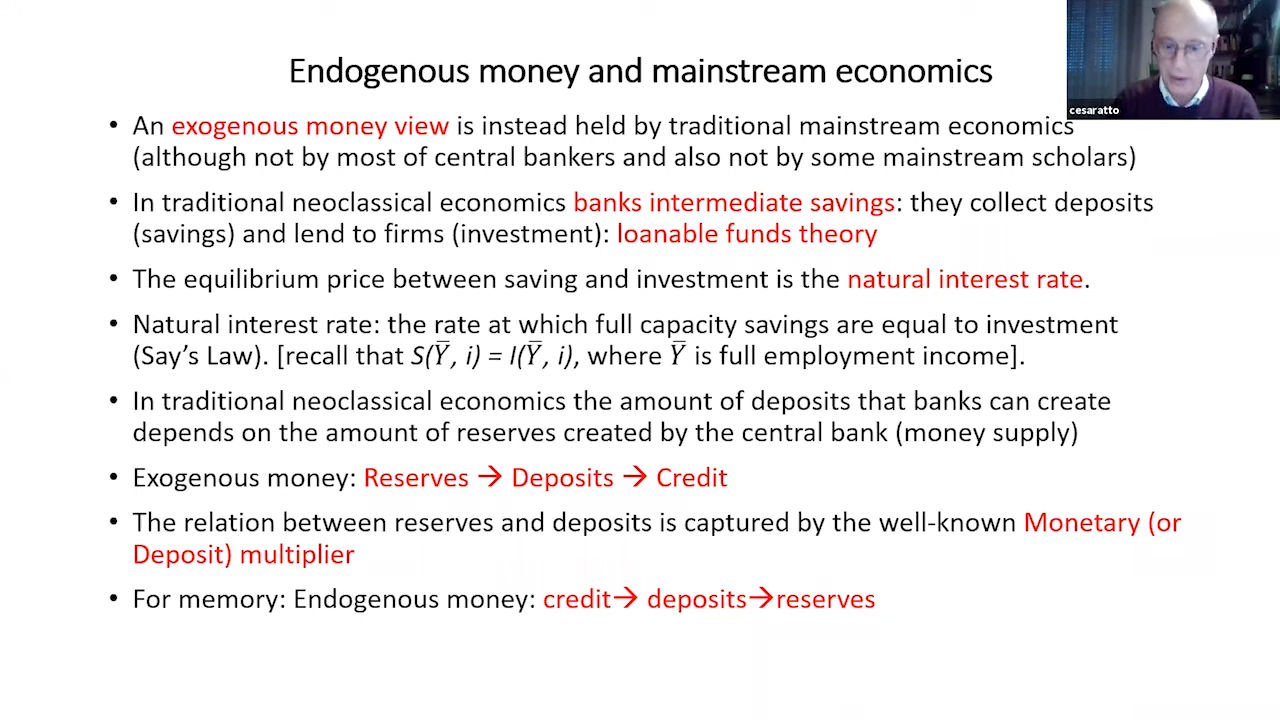 Endogenous money and mainstream economics
cesaratto
• An exogenous money view is instead held by traditional mainstream economics
(although not by most of central bankers and also not by some mainstream scholars)
• In traditional neoclassical economics banks intermediate savings: they collect deposits
(savings) and lend to firms (investment): loanable funds theory
• The equilibrium price between saving and investment is the natural interest rate.
• Natural interest rate: the rate at which full capacity savings are equal to investment
(Say’s Law). [recall that S(Ȳ, i) = I(Ȳ, i), where Ȳ is full employment income].
• In traditional neoclassical economics the amount of deposits that banks can create
depends on the amount of reserves created by the central bank (money supply)
• Exogenous money: Reserves → Deposits → Credit
• The relation between reserves and deposits is captured by the well-known Monetary (or
Deposit) multiplier
• For memory: Endogenous money: credit→ deposits→reserves